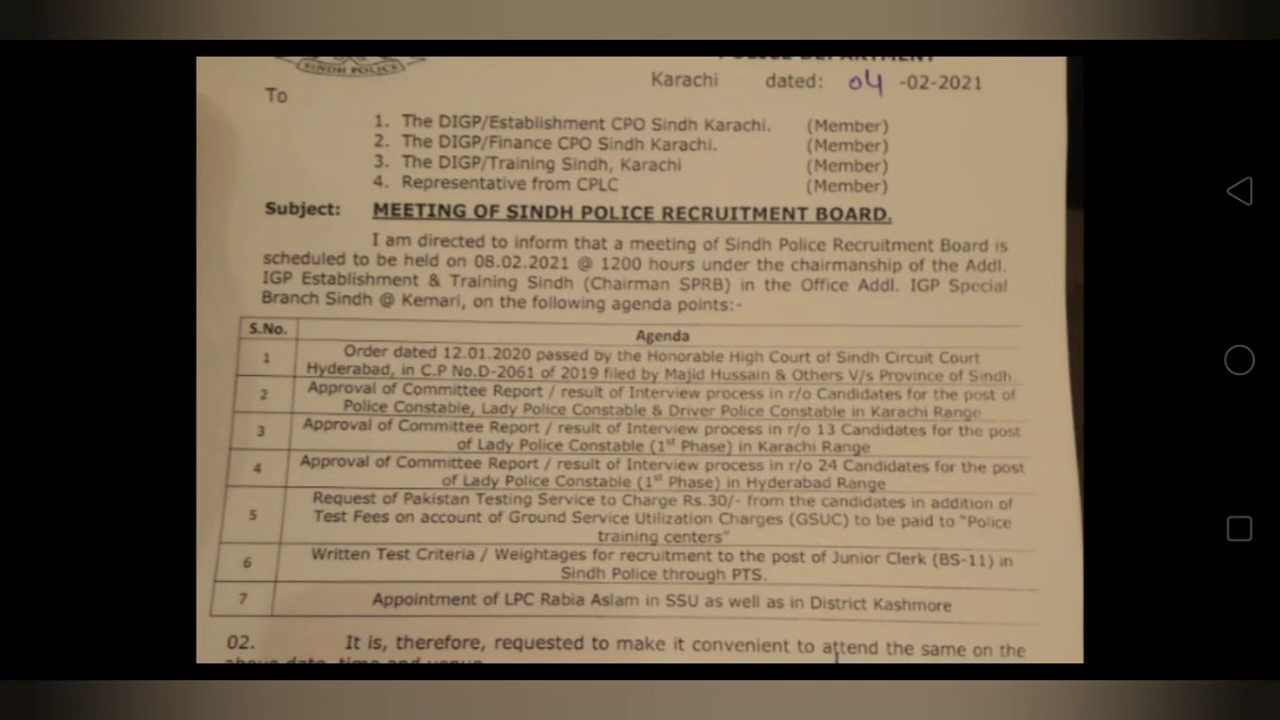 SINDH POLICE
POLICE DEPARTMENT
Karachi dated: 04 -02-2021
To
1. The DIGP/Establishment CPO Sindh Karachi. (Member)
2. The DIGP/Finance CPO Sindh Karachi. (Member)
3. The DIGP/Training Sindh, Karachi (Member)
4. Representative from CPLC (Member)
Subject: MEETING OF SINDH POLICE RECRUITMENT BOARD.
I am directed to inform that a meeting of Sindh Police Recruitment Board is
scheduled to be held on 08.02.2021 @ 1200 hours under the chairmanship of the Addl.
IGP Establishment & Training Sindh (Chairman SPRB) in the Office Addl. IGP Special
Branch Sindh @ Kemari, on the following agenda points:-
S.No. Agenda
1 Order dated 12.01.2020 passed by the Honorable High Court of Sindh Circuit Court
Hyderabad, in C.P No.D-2061 of 2019 filed by Majid Hussain & Others V/s Province of Sindh.
2 Approval of Committee Report / result of Interview process in r/o Candidates for the post of
Police Constable, Lady Police Constable & Driver Police Constable in Karachi Range
3 Approval of Committee Report / result of Interview process in r/o 13 Candidates for the post
of Lady Police Constable (1st Phase) in Karachi Range
4 Approval of Committee Report / result of Interview process in r/o 24 Candidates for the post
of Lady Police Constable (1st Phase) in Hyderabad Range
5 Request of Pakistan Testing Service to Charge Rs.30/- from the candidates in addition of
Test Fees on account of Ground Service Utilization Charges (GSUC) to be paid to "Police
training centers"
6 Written Test Criteria / Weightages for recruitment to the post of Junior Clerk (BS-11) in
Sindh Police through PTS.
7 Appointment of LPC Rabia Aslam in SSU as well as in District Kashmore
02. It is, therefore, requested to make it convenient to attend the same on the
above date, time and venue